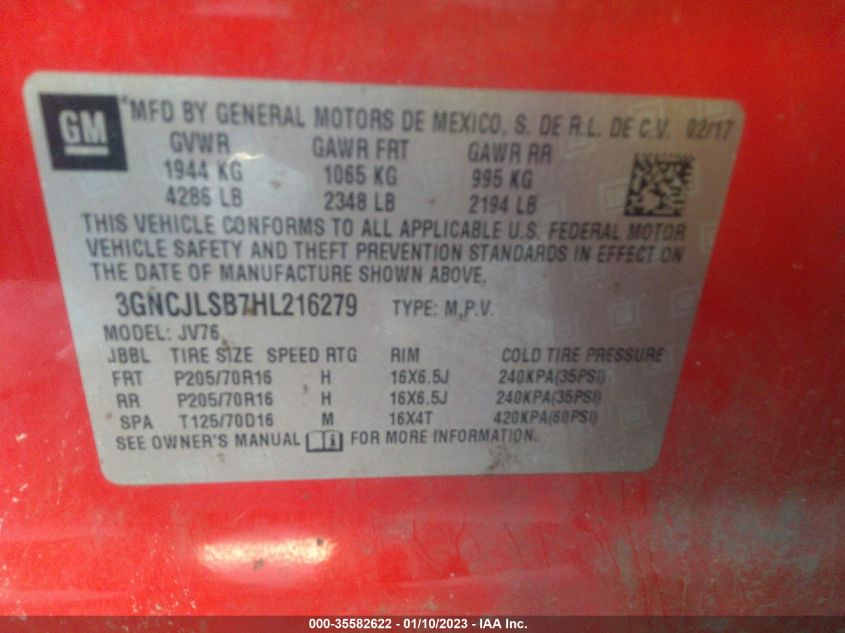 GM
MFD BY GENERAL MOTORS DE MEXICO, S. DE R.L. DE C.V. 02/17
GVWR GAWR FRT GAWR RR
1944 KG 1065 KG 995 KG
4286 LB 2348 LB 2194 LB
THIS VEHICLE CONFORMS TO ALL APPLICABLE U.S. FEDERAL MOTOR
VEHICLE SAFETY AND THEFT PREVENTION STANDARDS IN EFFECT ON
THE DATE OF MANUFACTURE SHOWN ABOVE.
3GNCJLSB7HL216279 TYPE: M.P.V.
MODEL: JV76
JBBL TIRE SIZE SPEED RTG RIM COLD TIRE PRESSURE
FRT P205/70R16 H 16X6.5J 240KPA(35PSI)
RR P205/70R16 H 16X6.5J 240KPA(35PSI)
SPA T125/70D16 M 16X4T 420KPA(60PSI)
SEE OWNER'S MANUAL FOR MORE INFORMATION.
000-35582622 - 01/10/2023 - IAA Inc.